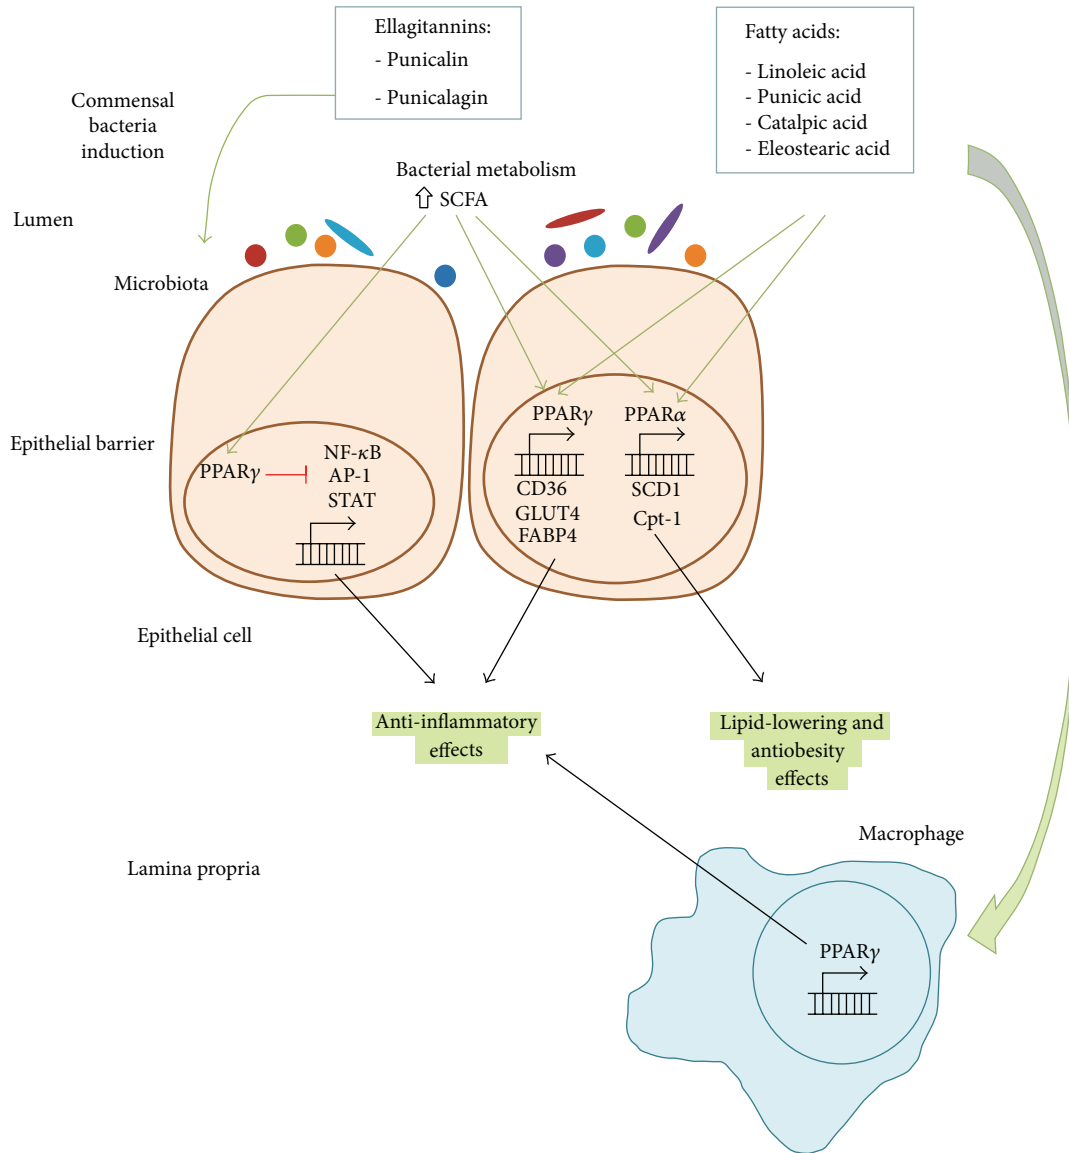 Ellagitannins:
- Punicalin
- Punicalagin
Fatty acids:
- Linoleic acid
- Punicic acid
- Catalpic acid
- Eleostearic acid
Commensal
bacteria
induction
Bacterial metabolism
⇧ SCFA
Lumen
Microbiota
Epithelial barrier
PPARγ
NF-κB
AP-1
STAT
PPARγ
CD36
GLUT4
FABP4
PPARα
SCD1
Cpt-1
Epithelial cell
Anti-inflammatory
effects
Lipid-lowering and
antiobesity
effects
Macrophage
Lamina propria
PPARγ